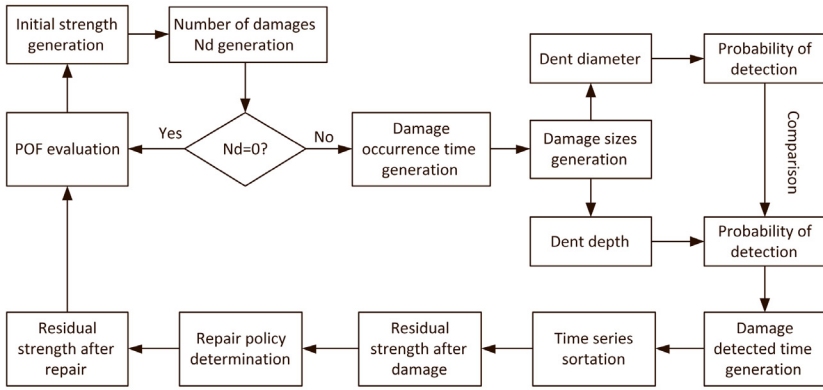 Initial strength
generation
Number of damages
Nd generation
Dent diameter
Probability of
detection
POF evaluation
Yes
Nd=0?
No
Damage
occurrence time
generation
Damage sizes
generation
Comparison
Dent depth
Probability of
detection
Residual
strength after
repair
Repair policy
determination
Residual
strength after
damage
Time series
sortation
Damage
detected time
generation